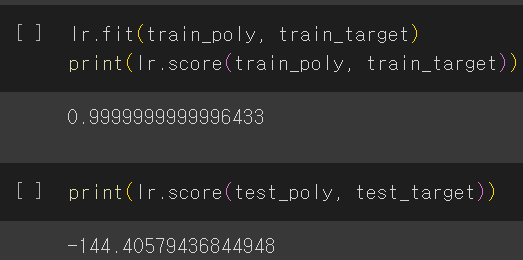 [ ] lr.fit(train_poly, train_target)
print(lr.score(train_poly, train_target))
0.9999999999996433
[ ] print(lr.score(test_poly, test_target))
-144.40579436844948